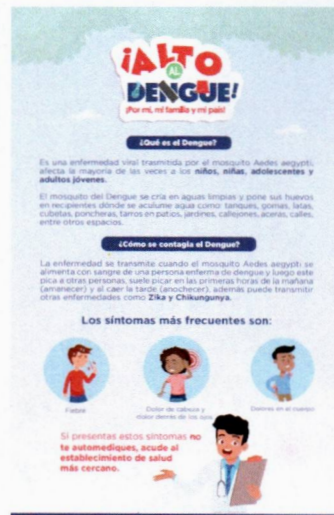 ¡ALTO
AL
DENGUE!
¡Por mí, mi familia y mi país!
¿Qué es el Dengue?
Es una enfermedad viral trasmitida por el mosquito Aedes aegypti,
afecta la mayoría de las veces a los niños, niñas, adolescentes y
adultos jóvenes.
El mosquito del Dengue se cría en aguas limpias y pone sus huevos
en recipientes dónde se acumule agua como: tanques, gomas, latas,
cubetas, poncheras, tarros en patios, jardines, callejones, aceras, calles,
entre otros espacios.
¿Cómo se contagia el Dengue?
La enfermedad se transmite cuando el mosquito Aedes aegypti se
alimenta con sangre de una persona enferma de dengue y luego este
pica a otras personas, suele picar en las primeras horas de la mañana
(amanecer) y al caer la tarde (anochecer), además puede transmitir
otras enfermedades como Zika y Chikungunya.
Los síntomas más frecuentes son:
Fiebre
Dolor de cabeza y
dolor detrás de los ojos
Dolores en el cuerpo
Si presentas estos síntomas no
te automediques, acude al
establecimiento de salud
más cercano.